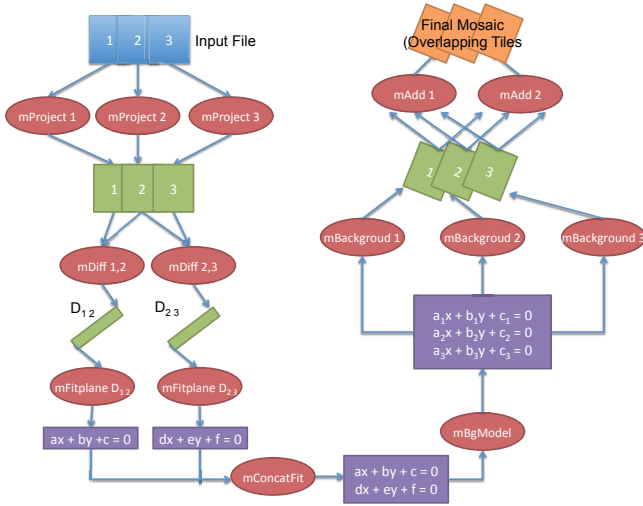 1 2 3 Input File
mProject 1 mProject 2 mProject 3
1 2 3
mDiff 1,2 mDiff 2,3
D1 2 D2 3
mFitplane D1 2 mFitplane D2 3
ax + by +c = 0 dx + ey + f = 0
mConcatFit
ax + by + c = 0
dx + ey + f = 0
mBgModel
a1x + b1y + c1 = 0
a2x + b2y + c2 = 0
a3x + b3y + c3 = 0
mBackgroud 1 mBackgroud 2 mBackground 3
1 2 3
mAdd 1 mAdd 2
Final Mosaic
(Overlapping Tiles